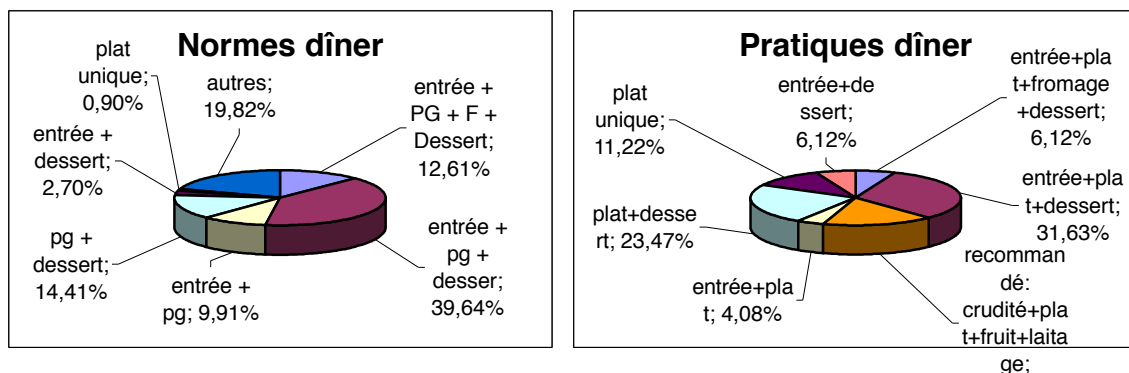 Normes dîner
plat
unique;
0,90%
autres;
19,82%
entrée +
PG + F +
Dessert;
12,61%
entrée +
dessert;
2,70%
pg +
dessert;
14,41%
entrée +
pg; 9,91%
entrée +
pg +
desser;
39,64%
Pratiques dîner
entrée+de
ssert;
6,12%
entrée+pla
t+fromage
+dessert;
6,12%
plat
unique;
11,22%
entrée+pla
t+dessert;
31,63%
plat+desse
rt; 23,47%
entrée+pla
t; 4,08%
recomman
dé:
crudité+pla
t+fruit+laita
ge;